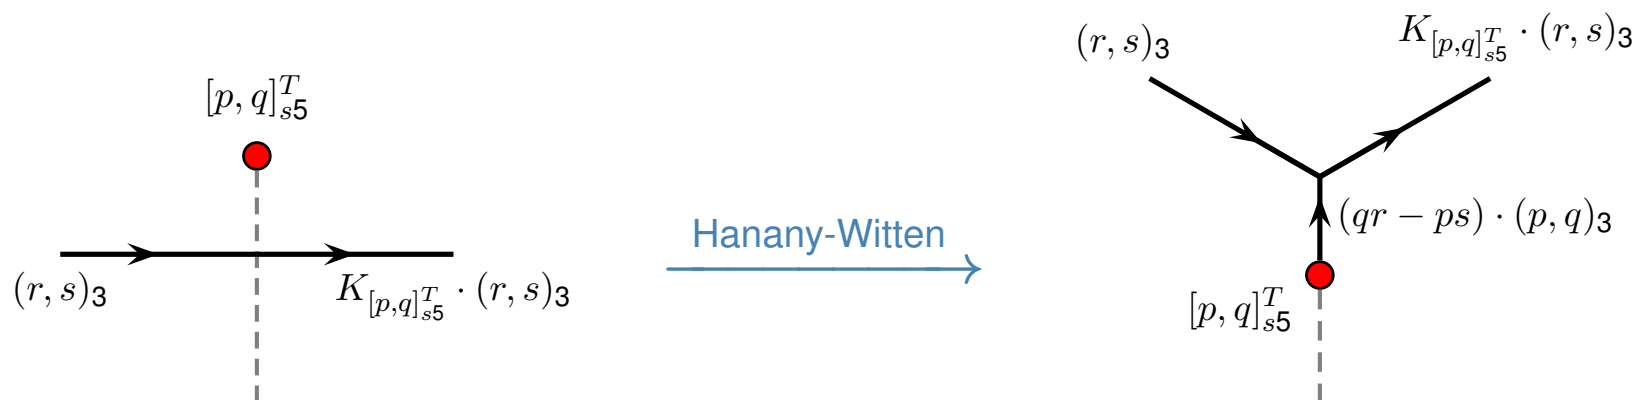 [p, q]^T_{s5}
(r, s)_3
K_{[p,q]^T_{s5}} · (r, s)_3
Hanany-Witten
(r, s)_3
K_{[p,q]^T_{s5}} · (r, s)_3
(qr − ps) · (p, q)_3
[p, q]^T_{s5}